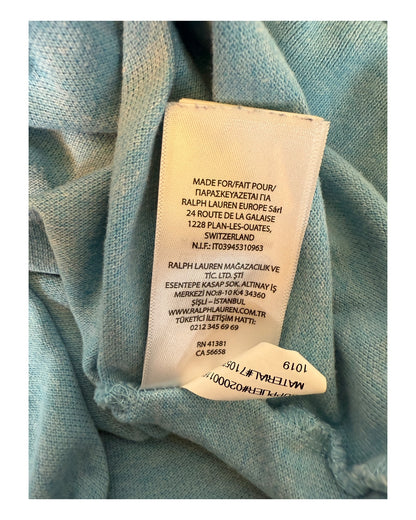 MADE FOR/FAIT POUR/
ΠΑΡΑΣΚΕΥΑΖΕΤΑΙ ΓΙΑ
RALPH LAUREN EUROPE Sàrl
24 ROUTE DE LA GALAISE
1228 PLAN-LES-OUATES,
SWITZERLAND
N.I.F.: IT03945310963
RALPH LAUREN MAĞAZACILIK VE
TİC. LTD. ŞTİ
ESENTEPE KASAP SOK. ALTINAY İŞ
MERKEZİ NO:8-10 K:4 34360
ŞİŞLİ – İSTANBUL
WWW.RALPHLAUREN.COM.TR
TÜKETİCİ İLETİŞİM HATTI:
0212 345 69 69
RN 41381
CA 56658
1019
MATERIAL#7105